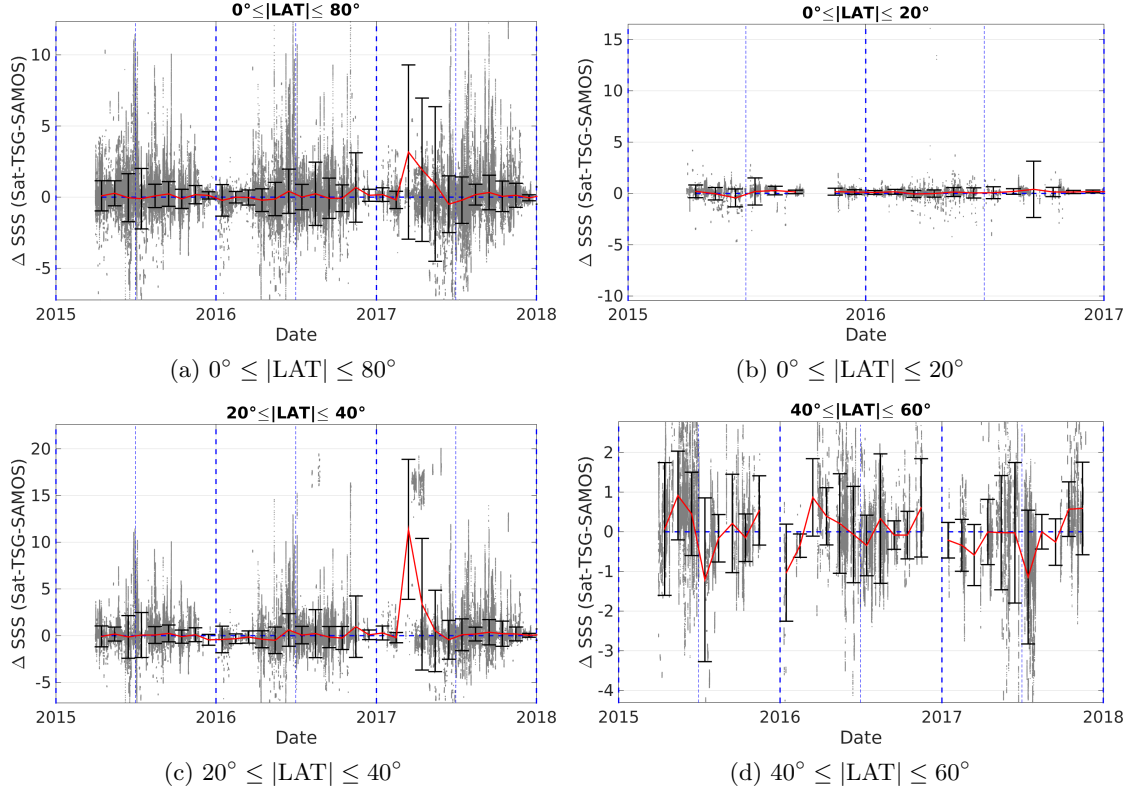 0°≤|LAT|≤ 80°
Δ SSS (Sat-TSG-SAMOS)
10
5
0
-5
2015 2016 2017 2018
Date
(a) 0° ≤ |LAT| ≤ 80°
0°≤|LAT|≤ 20°
Δ SSS (Sat-TSG-SAMOS)
15
10
5
0
-5
-10
2015 2016 2017
Date
(b) 0° ≤ |LAT| ≤ 20°
20°≤|LAT|≤ 40°
Δ SSS (Sat-TSG-SAMOS)
20
15
10
5
0
-5
2015 2016 2017 2018
Date
(c) 20° ≤ |LAT| ≤ 40°
40°≤|LAT|≤ 60°
Δ SSS (Sat-TSG-SAMOS)
2
1
0
-1
-2
-3
-4
2015 2016 2017 2018
Date
(d) 40° ≤ |LAT| ≤ 60°